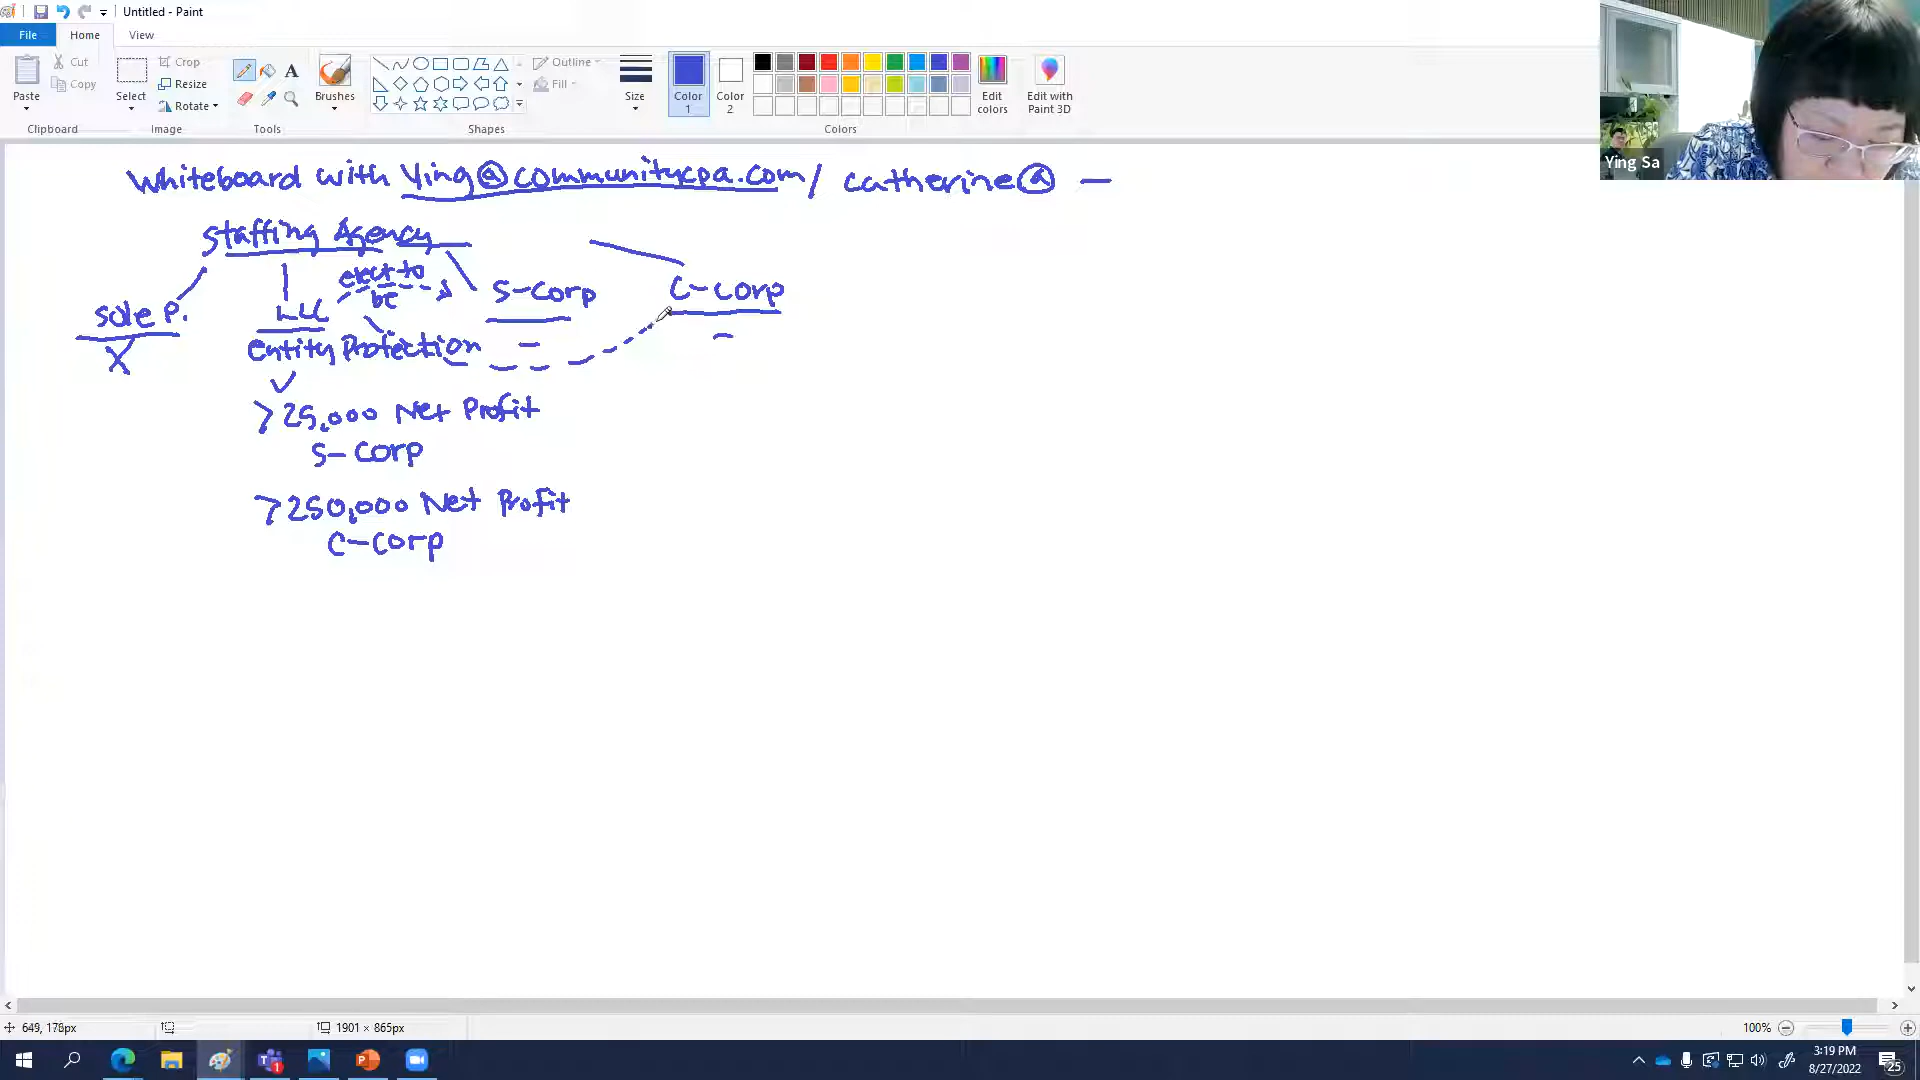 Untitled - Paint
File Home View
Paste
Cut
Copy
Clipboard
Select
Crop
Resize
Rotate
Image
Tools
Brushes
Outline
Fill
Shapes
Size
Color 1
Color 2
Edit colors
Edit with Paint 3D
Colors
Ying Sa
Whiteboard with Ying@communitycpa.com / catherine@ —
Staffing Agency
Sole P.
LLC
elect to be
S-Corp
C-Corp
X
Entity Protection
>25,000 Net Profit
S-Corp
>250,000 Net Profit
C-Corp
649, 178px
1901 × 865px
100%
3:19 PM
8/27/2022
25
1